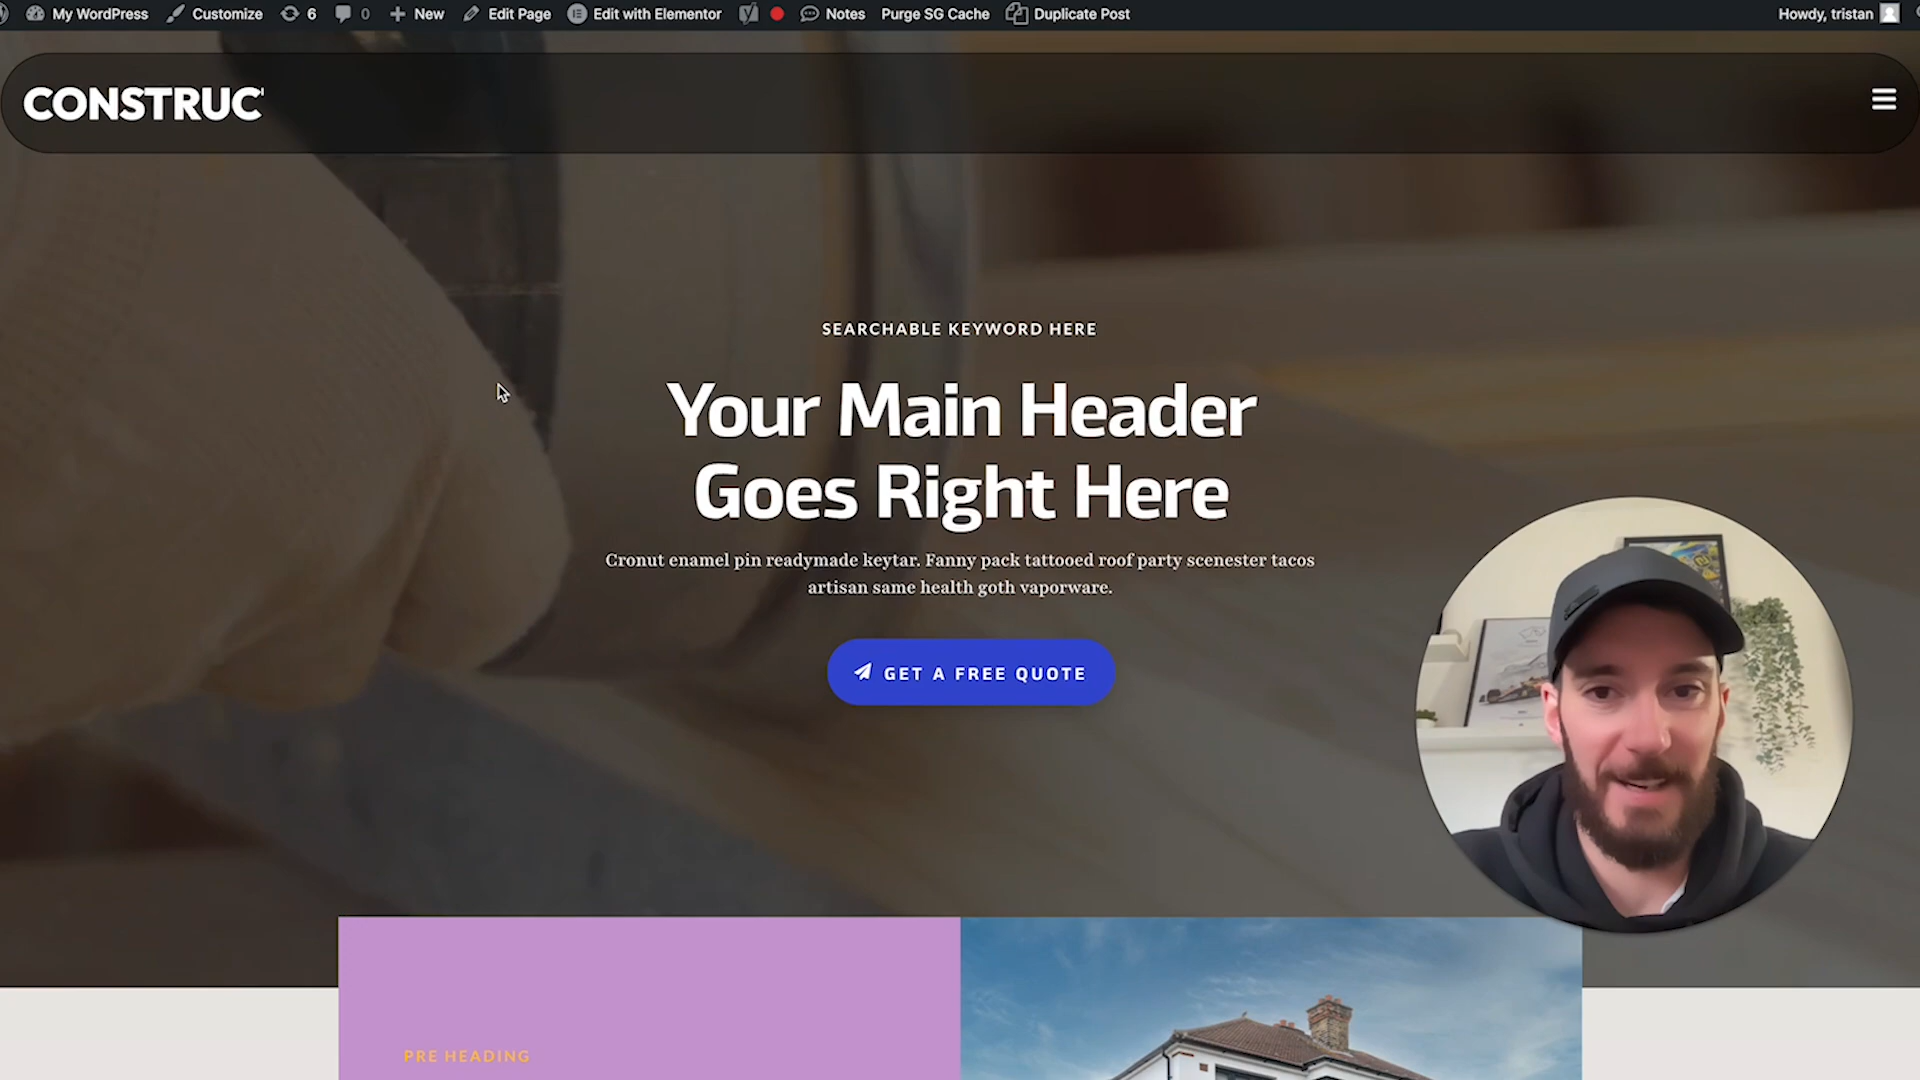 My WordPress Customize 6 0 New Edit Page Edit with Elementor Notes Purge SG Cache Duplicate Post Howdy, tristan
CONSTRUC
SEARCHABLE KEYWORD HERE
Your Main Header
Goes Right Here
Cronut enamel pin readymade keytar. Fanny pack tattooed roof party scenester tacos
artisan same health goth vaporware.
GET A FREE QUOTE
PRE HEADING